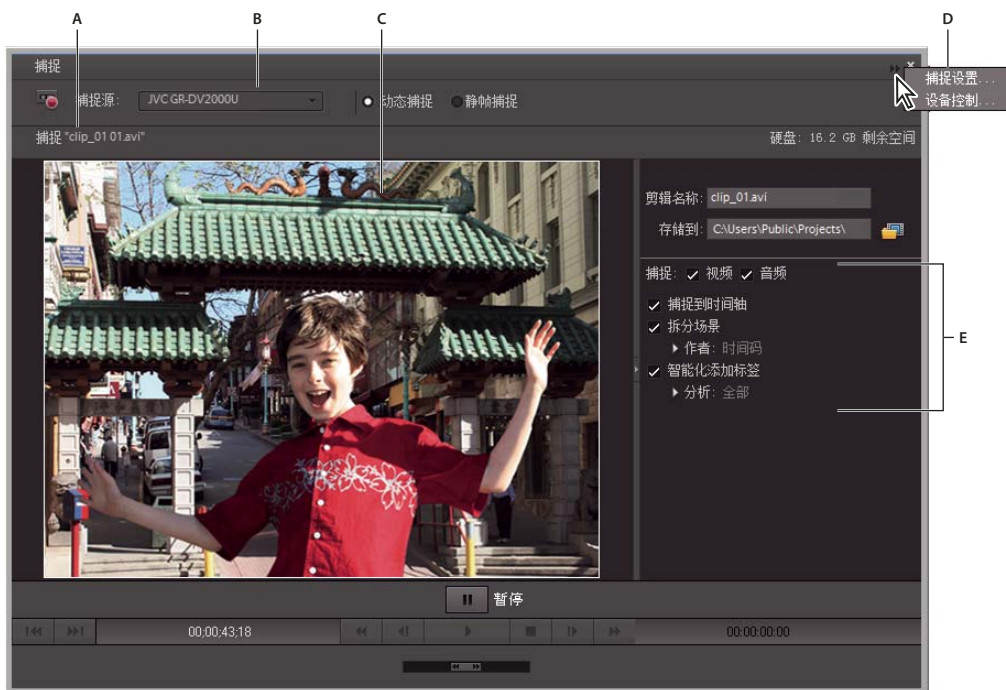 A B C D
捕捉
捕捉设置...
设备控制...
捕捉源: JVC GR-DV2000U 动态捕捉 静帧捕捉
捕捉 "clip_01 01.avi" 硬盘: 16.2 GB 剩余空间
剪辑名称: clip_01.avi
存储到: C:\Users\Public\Projects\
捕捉: 视频 音频
捕捉到时间轴
拆分场景
作者: 时间码
智能化添加标签
分析: 全部
E
暂停
00;00;43;18 00:00:00:00